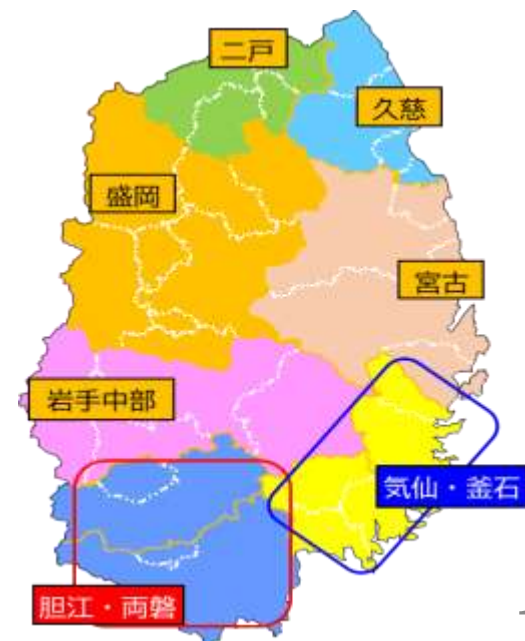 二戸
久慈
盛岡
宮古
岩手中部
気仙・釜石
胆江・両磐